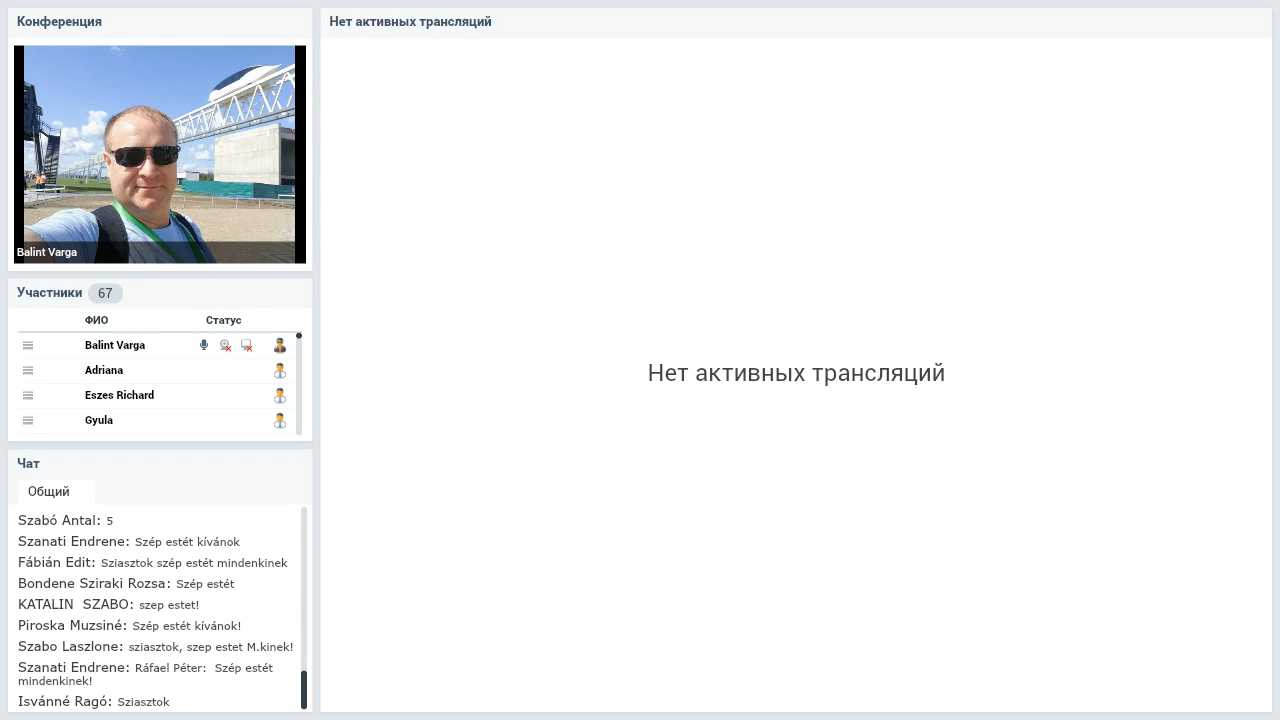 Конференция
Balint Varga
Участники 67
ФИО Статус
Balint Varga
Adriana
Eszes Richard
Gyula
Чат
Общий
Szabó Antal: 5
Szanati Endrene: Szép estét kívánok
Fábián Edit: Sziasztok szép estét mindenkinek
Bondene Sziraki Rozsa: Szép estét
KATALIN  SZABO: szep estet!
Piroska Muzsiné: Szép estét kívánok!
Szabo Laszlone: sziasztok, szep estet M.kinek!
Szanati Endrene: Ráfael Péter:  Szép estét
mindenkinek!
Isvánné Ragó: Sziasztok
Нет активных трансляций
Нет активных трансляций